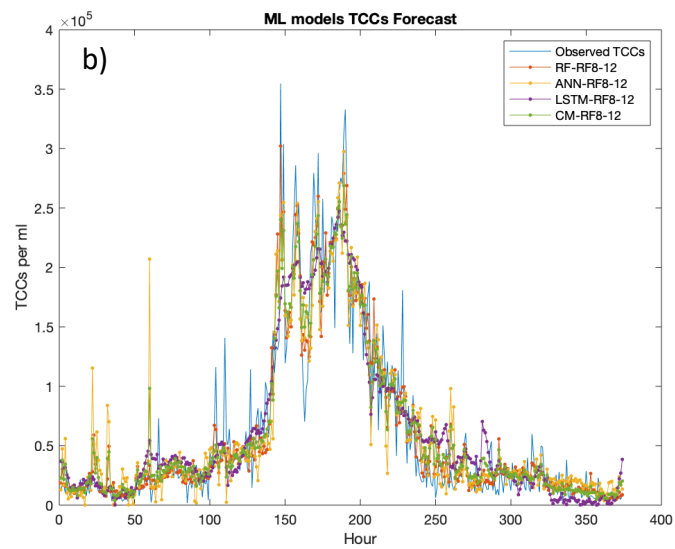 ML models TCCs Forecast
×10⁵
b)
Observed TCCs
RF-RF8-12
ANN-RF8-12
LSTM-RF8-12
CM-RF8-12
4
3.5
3
2.5
2
1.5
1
0.5
0
TCCs per ml
0 50 100 150 200 250 300 350 400
Hour